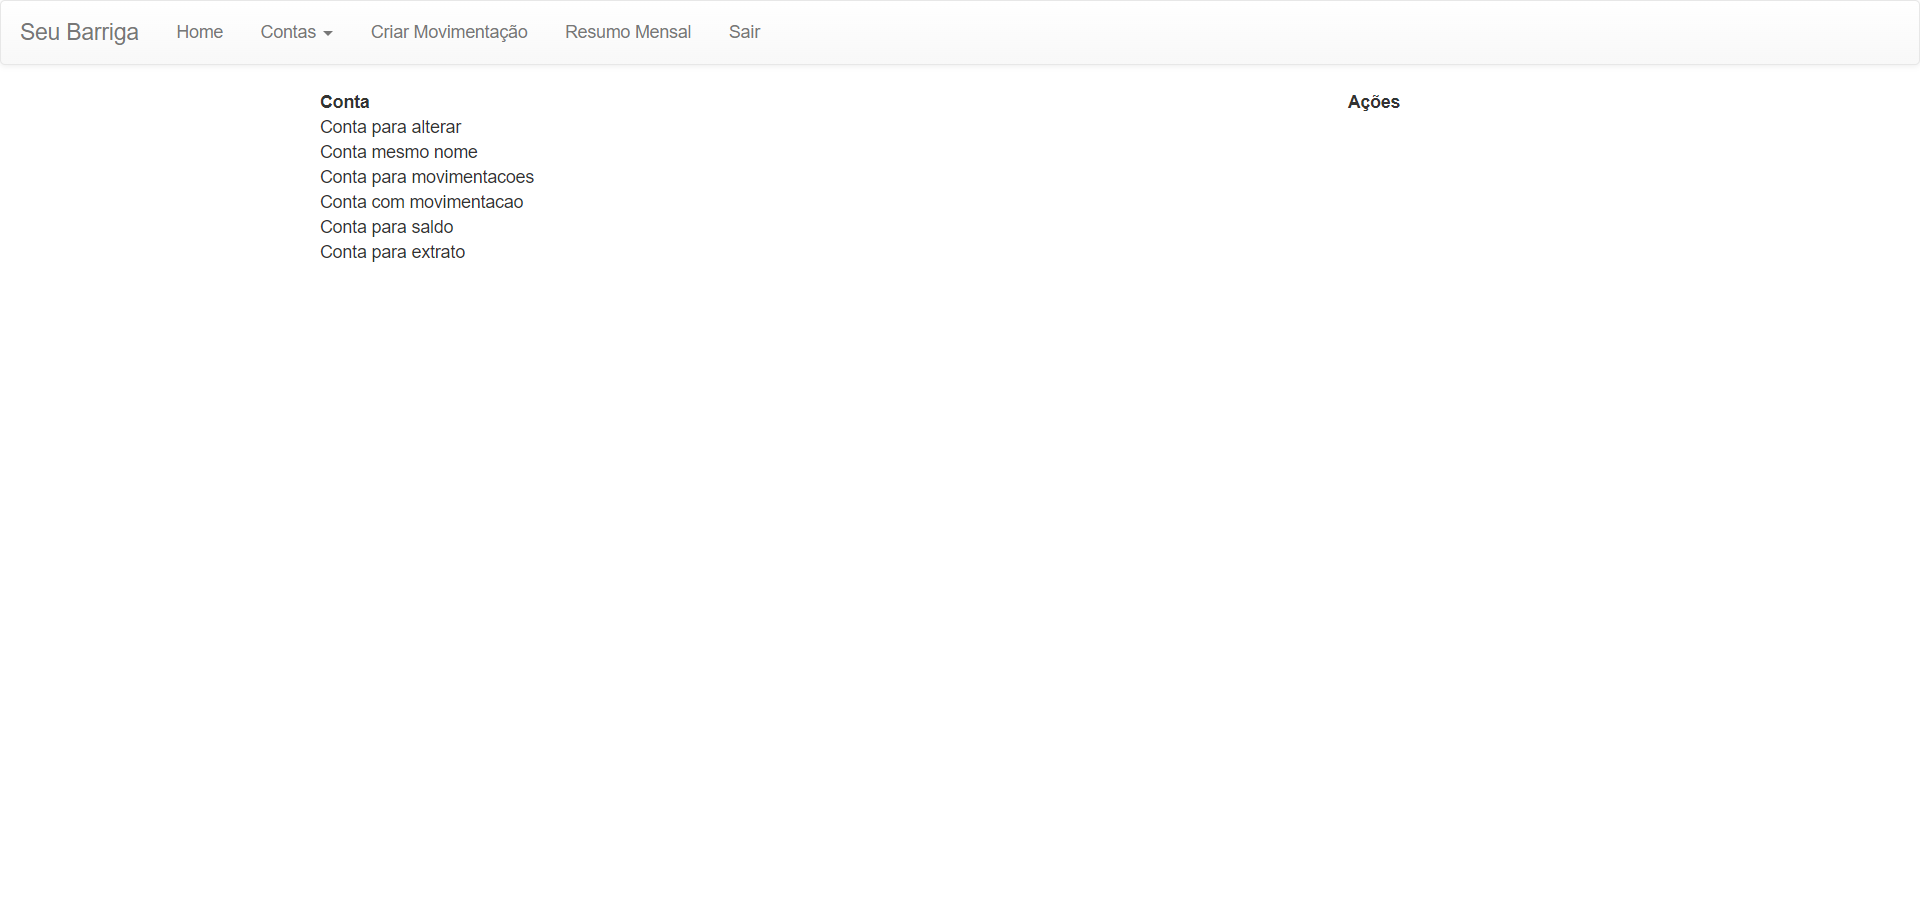 Seu Barriga Home Contas Criar Movimentação Resumo Mensal Sair
Conta Ações
Conta para alterar
Conta mesmo nome
Conta para movimentacoes
Conta com movimentacao
Conta para saldo
Conta para extrato